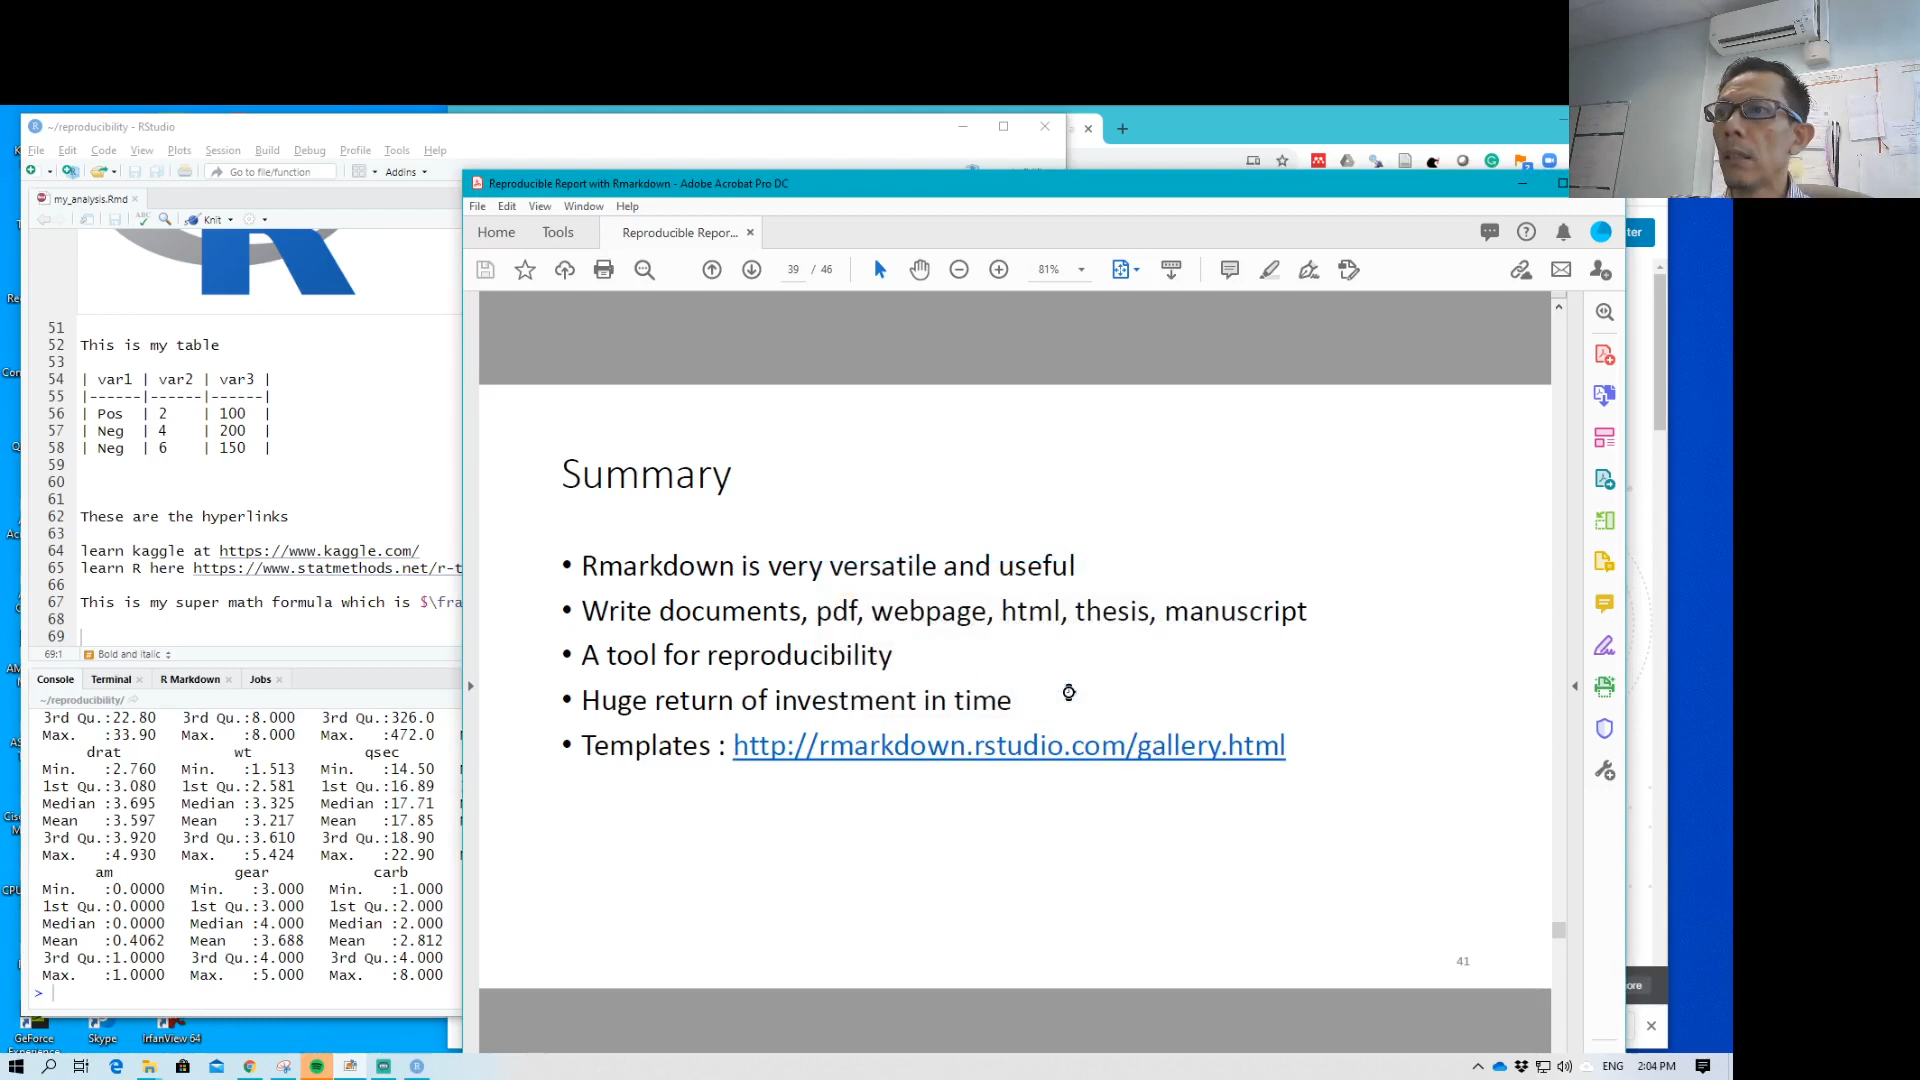 ~/reproducibility - RStudio
File Edit Code View Plots Session Build Debug Profile Tools Help
Go to file/function
Addins
my_analysis.Rmd
Knit
51
52 This is my table
53
54 | var1 | var2 | var3 |
55 |------|------|------|
56 | Pos | 2 | 100 |
57 | Neg | 4 | 200 |
58 | Neg | 6 | 150 |
59
60
61
62 These are the hyperlinks
63
64 learn kaggle at https://www.kaggle.com/
65 learn R here https://www.statmethods.net/r-t
66
67 This is my super math formula which is $\fra
68
69
69:1 Bold and Italic
Console Terminal R Markdown Jobs
~/reproducibility/
3rd Qu.:22.80 3rd Qu.:8.000 3rd Qu.:326.0
Max. :33.90 Max. :8.000 Max. :472.0
drat wt qsec
Min. :2.760 Min. :1.513 Min. :14.50
1st Qu.:3.080 1st Qu.:2.581 1st Qu.:16.89
Median :3.695 Median :3.325 Median :17.71
Mean :3.597 Mean :3.217 Mean :17.85
3rd Qu.:3.920 3rd Qu.:3.610 3rd Qu.:18.90
Max. :4.930 Max. :5.424 Max. :22.90
am gear carb
Min. :0.0000 Min. :3.000 Min. :1.000
1st Qu.:0.0000 1st Qu.:3.000 1st Qu.:2.000
Median :0.0000 Median :4.000 Median :2.000
Mean :0.4062 Mean :3.688 Mean :2.812
3rd Qu.:1.0000 3rd Qu.:4.000 3rd Qu.:4.000
Max. :1.0000 Max. :5.000 Max. :8.000
>
Reproducible Report with Rmarkdown - Adobe Acrobat Pro DC
File Edit View Window Help
Home Tools Reproducible Repor...
39 / 46 81%
Summary
• Rmarkdown is very versatile and useful
• Write documents, pdf, webpage, html, thesis, manuscript
• A tool for reproducibility
• Huge return of investment in time
• Templates : http://rmarkdown.rstudio.com/gallery.html
41
GeForce Skype IrfanView 64
Experience
ENG 2:04 PM